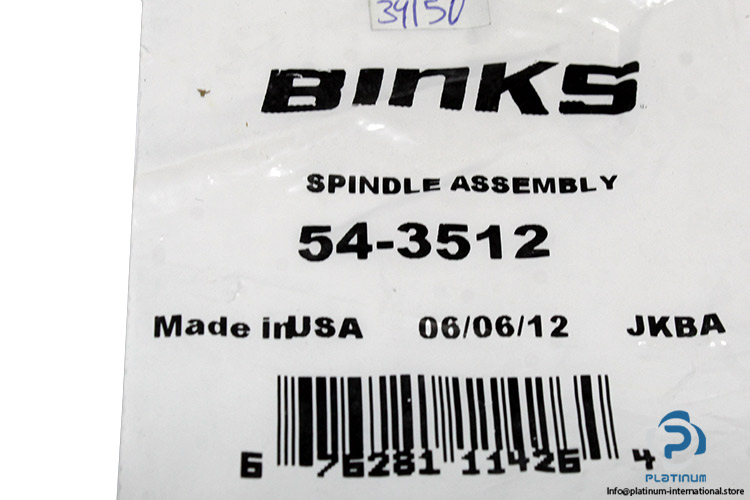 39150
BINKS
SPINDLE ASSEMBLY
54-3512
Made in USA 06/06/12 JKBA
6 76281 11426 4
PLATINUM
Info@platinum-international.store